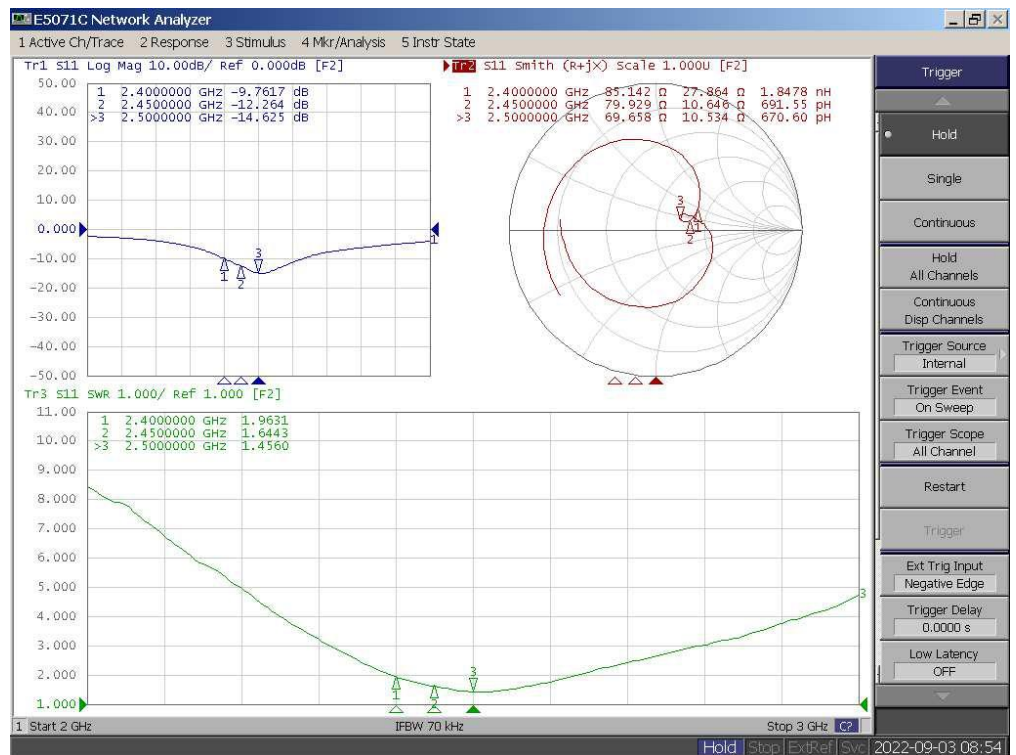 E5071C Network Analyzer
1 Active Ch/Trace 2 Response 3 Stimulus 4 Mkr/Analysis 5 Instr State
Tr1 S11 Log Mag 10.00dB/ Ref 0.000dB [F2]
50.00
40.00
30.00
20.00
10.00
0.000
-10.00
-20.00
-30.00
-40.00
-50.00
1 2.4000000 GHz -9.7617 dB
2 2.4500000 GHz -12.264 dB
>3 2.5000000 GHz -14.625 dB
1
2
3
1
Tr2 S11 Smith (R+jX) Scale 1.000U [F2]
1 2.4000000 GHz 85.142 Ω 27.864 Ω 1.8478 nH
2 2.4500000 GHz 79.929 Ω 10.646 Ω 691.55 pH
>3 2.5000000 GHz 69.658 Ω 10.534 Ω 670.60 pH
3
1
2
Tr3 S11 SWR 1.000/ Ref 1.000 [F2]
11.00
10.00
9.000
8.000
7.000
6.000
5.000
4.000
3.000
2.000
1.000
1 2.4000000 GHz 1.9631
2 2.4500000 GHz 1.6443
>3 2.5000000 GHz 1.4560
1
2
3
3
1 Start 2 GHz IFBW 70 kHz Stop 3 GHz C?
Trigger
Hold
Single
Continuous
Hold
All Channels
Continuous
Disp Channels
Trigger Source
Internal
Trigger Event
On Sweep
Trigger Scope
All Channel
Restart
Trigger
Ext Trig Input
Negative Edge
Trigger Delay
0.0000 s
Low Latency
OFF
Hold Stop ExtRef Svc 2022-09-03 08:54